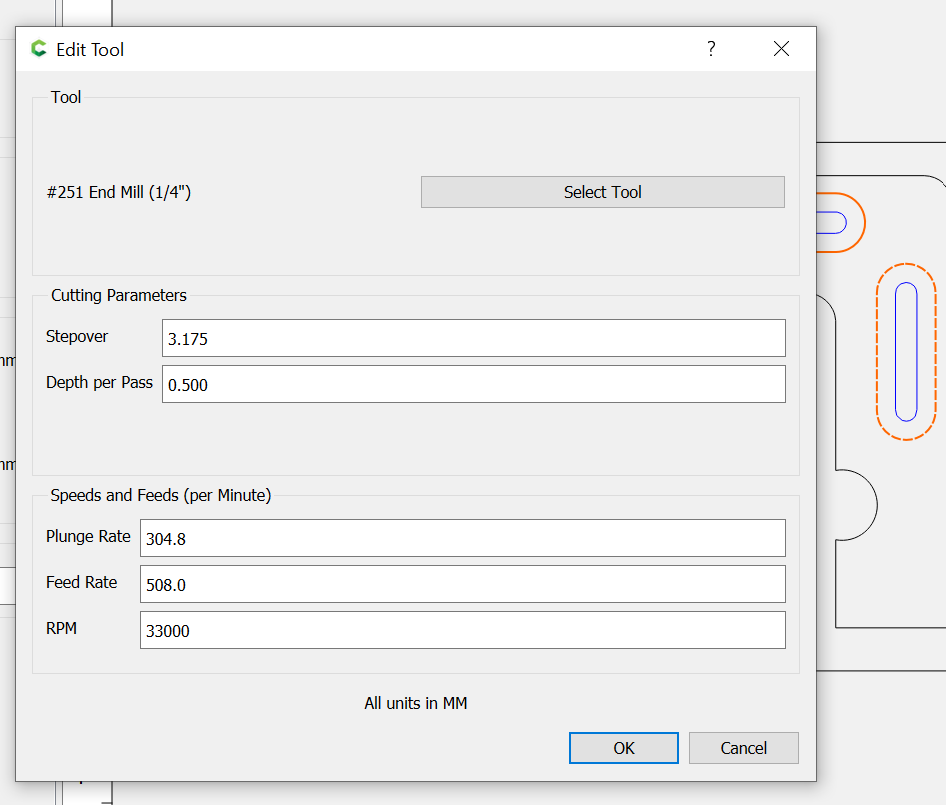 Edit Tool
?
Tool
#251 End Mill (1/4")
Select Tool
Cutting Parameters
Stepover
3.175
Depth per Pass
0.500
Speeds and Feeds (per Minute)
Plunge Rate
304.8
Feed Rate
508.0
RPM
33000
All units in MM
OK
Cancel